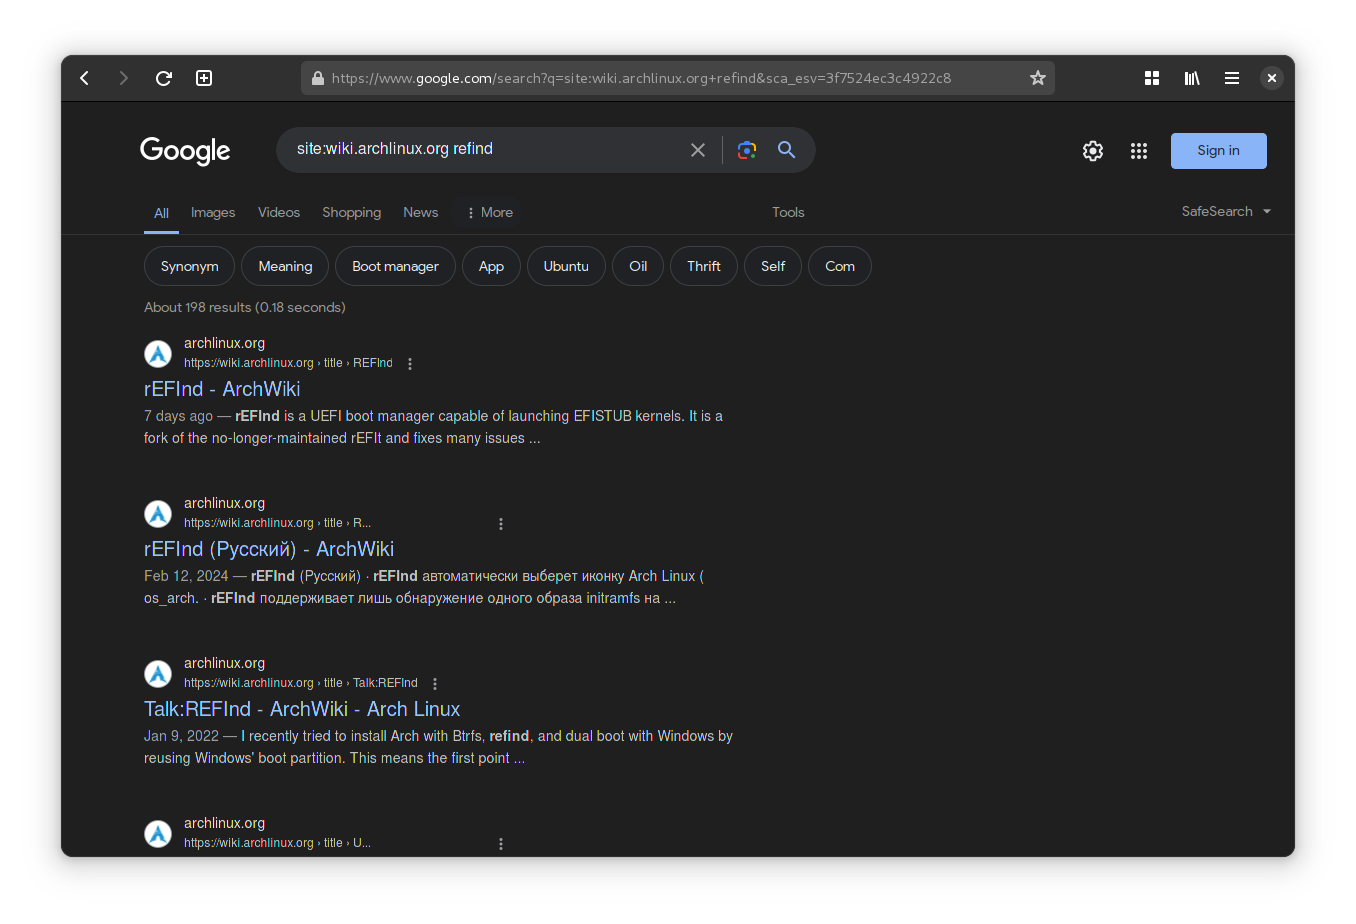 https://www.google.com/search?q=site:wiki.archlinux.org+refind&sca_esv=3f7524ec3c4922c8
Google
site:wiki.archlinux.org refind
Sign in
All Images Videos Shopping News More Tools SafeSearch
Synonym Meaning Boot manager App Ubuntu Oil Thrift Self Com
About 198 results (0.18 seconds)
archlinux.org
https://wiki.archlinux.org › title › REFInd
rEFInd - ArchWiki
7 days ago — rEFInd is a UEFI boot manager capable of launching EFISTUB kernels. It is a
fork of the no-longer-maintained rEFIt and fixes many issues ...
archlinux.org
https://wiki.archlinux.org › title › R...
rEFInd (Русский) - ArchWiki
Feb 12, 2024 — rEFInd (Русский) · rEFInd автоматически выберет иконку Arch Linux (
os_arch. · rEFInd поддерживает лишь обнаружение одного образа initramfs на ...
archlinux.org
https://wiki.archlinux.org › title › Talk:REFInd
Talk:REFInd - ArchWiki - Arch Linux
Jan 9, 2022 — I recently tried to install Arch with Btrfs, refind, and dual boot with Windows by
reusing Windows' boot partition. This means the first point ...
archlinux.org
https://wiki.archlinux.org › title › U...